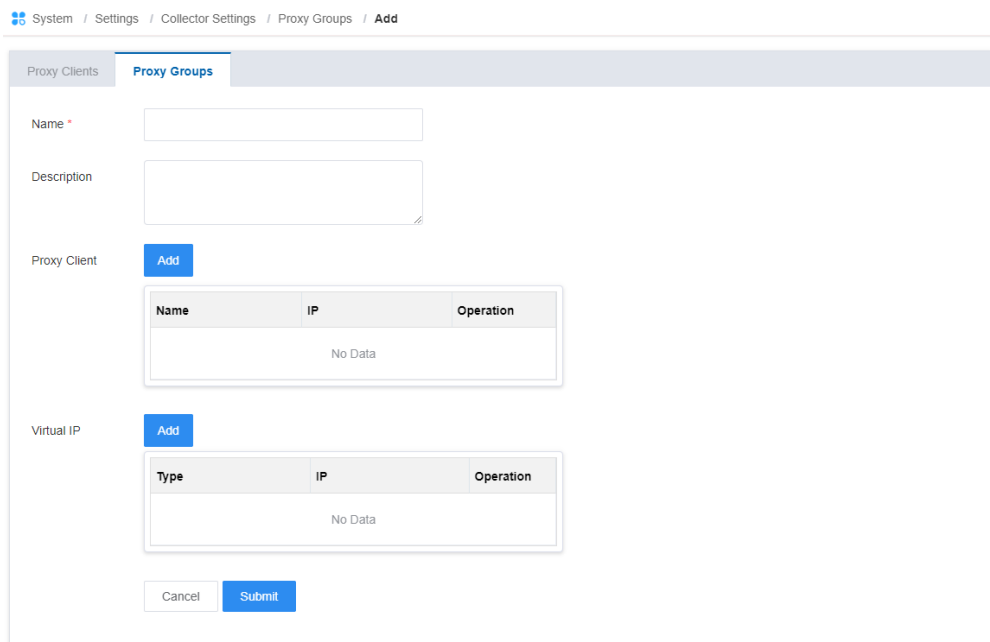 System / Settings / Collector Settings / Proxy Groups / Add
Proxy Clients Proxy Groups
Name *
Description
Proxy Client Add
Name IP Operation
No Data
Virtual IP Add
Type IP Operation
No Data
Cancel Submit